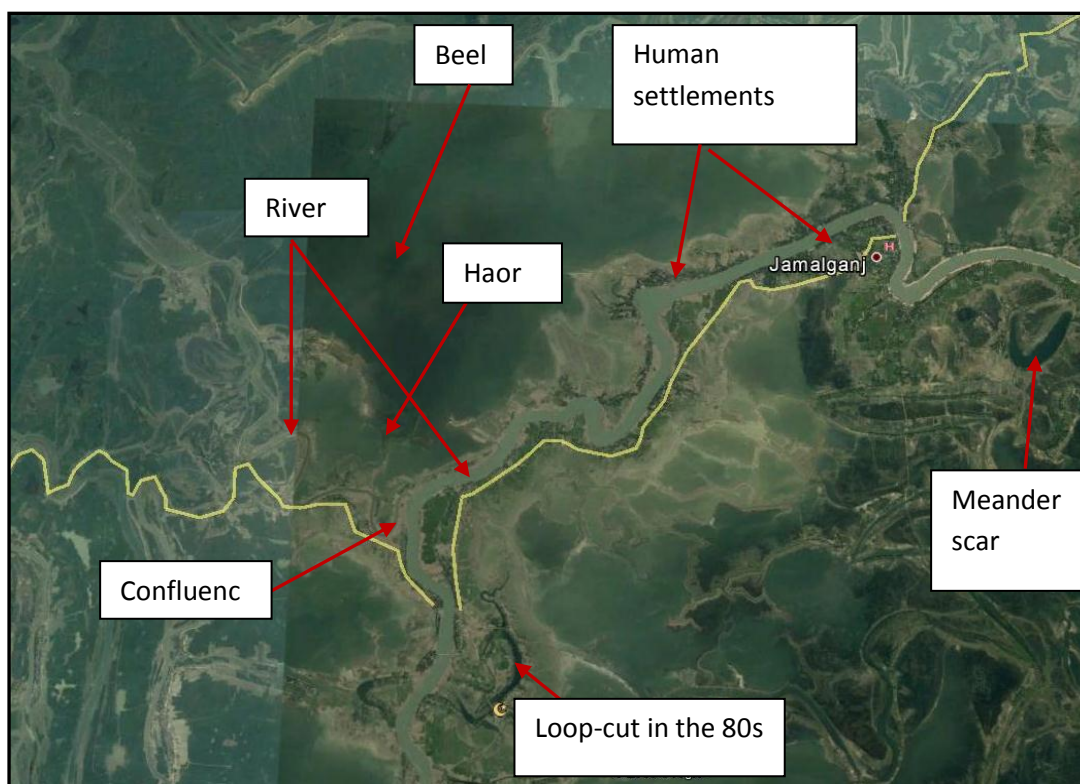 Beel
Human
settlements
River
Haor
Jamalganj
H
Meander
scar
Confluenc
Loop-cut in the 80s